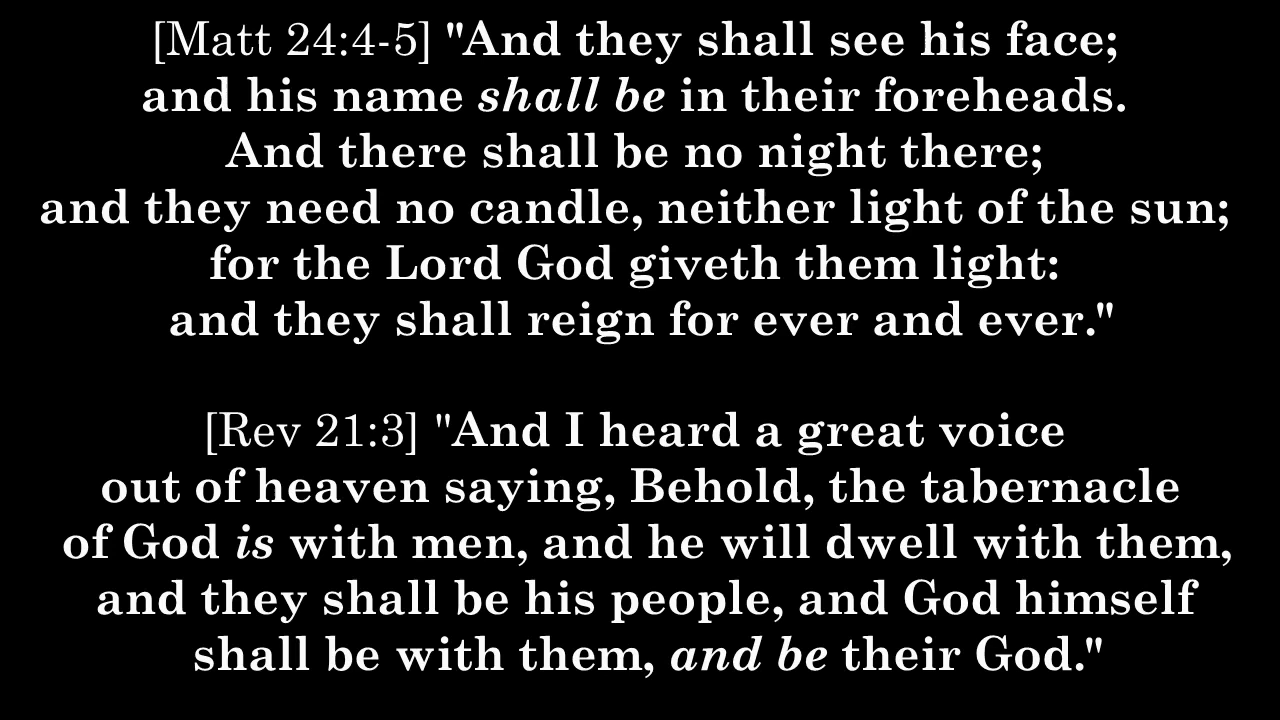 [Matt 24:4-5] "And they shall see his face;
and his name shall be in their foreheads.
And there shall be no night there;
and they need no candle, neither light of the sun;
for the Lord God giveth them light:
and they shall reign for ever and ever."
[Rev 21:3] "And I heard a great voice
out of heaven saying, Behold, the tabernacle
of God is with men, and he will dwell with them,
and they shall be his people, and God himself
shall be with them, and be their God."